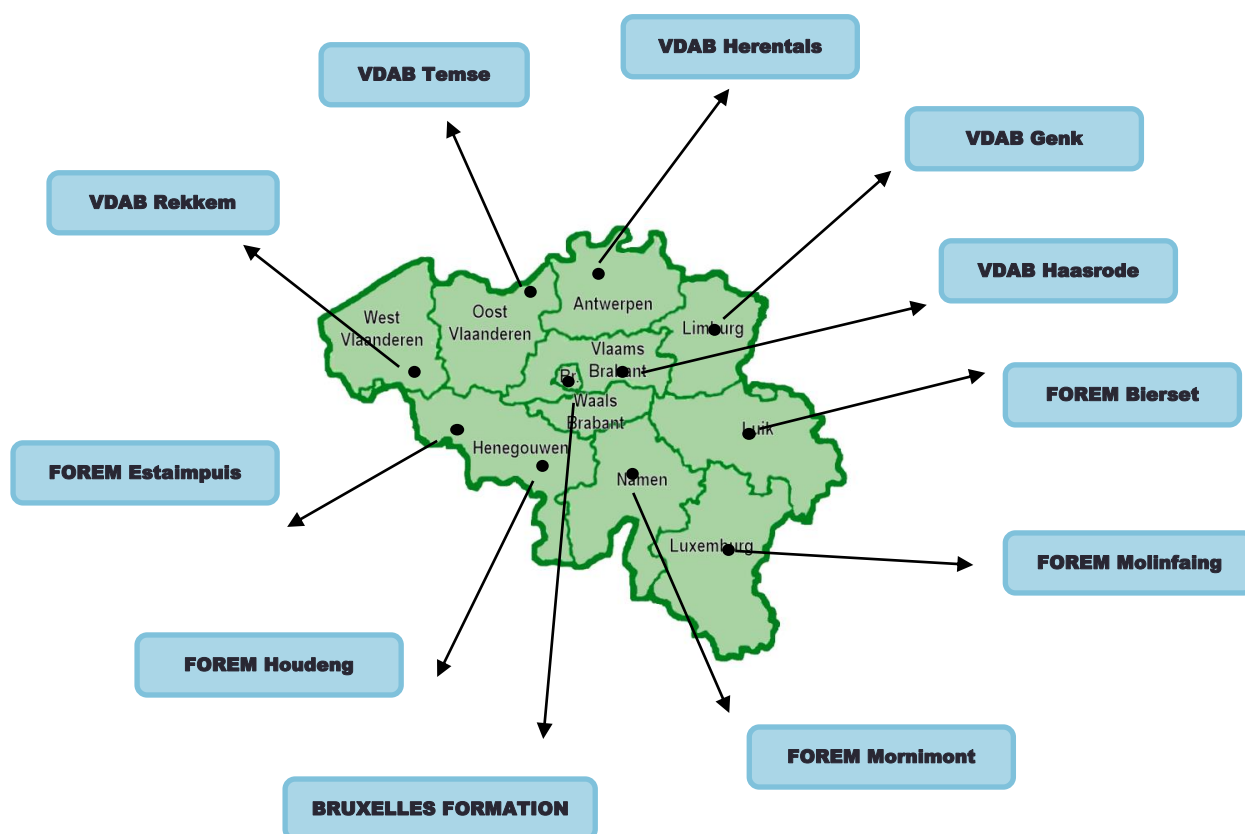 VDAB Herentals
VDAB Temse
VDAB Genk
VDAB Rekkem
VDAB Haasrode
Antwerpen
West
Vlaanderen
Oost
Vlaanderen
Limburg
Vlaams
Brabant
Br.
Waals
Brabant
FOREM Bierset
Luik
Henegouwen
FOREM Estaimpuis
Namen
Luxemburg
FOREM Molinfaing
FOREM Houdeng
FOREM Mornimont
BRUXELLES FORMATION